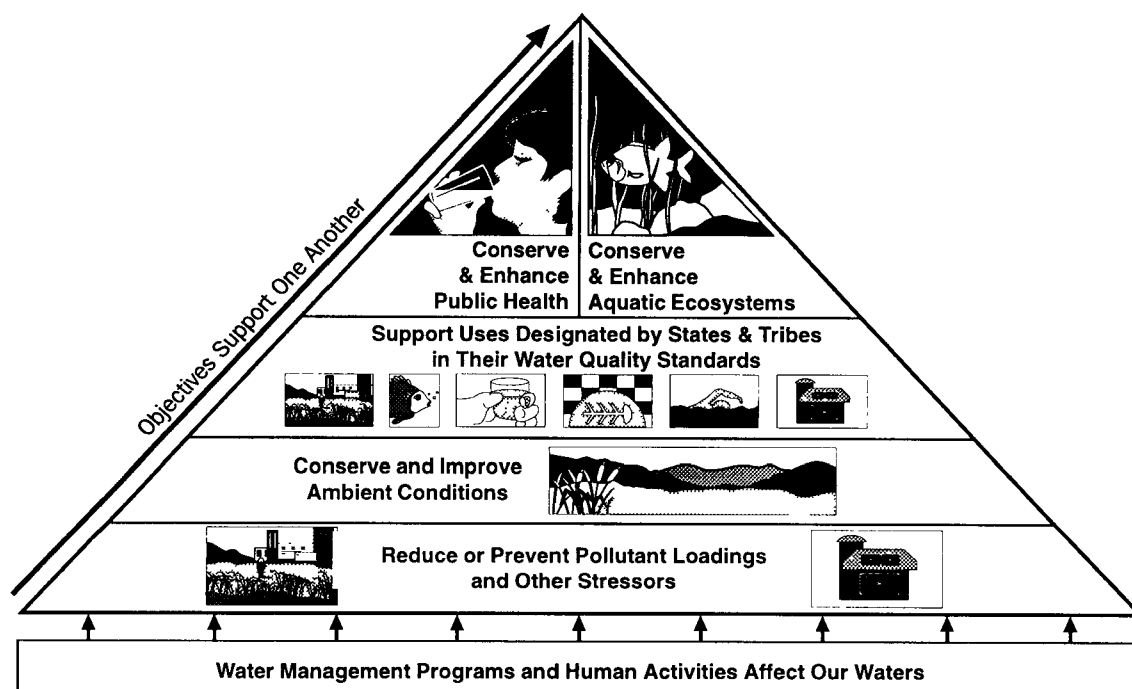 Objectives Support One Another
Conserve
& Enhance
Public Health
Conserve
& Enhance
Aquatic Ecosystems
Support Uses Designated by States & Tribes
in Their Water Quality Standards
Conserve and Improve
Ambient Conditions
Reduce or Prevent Pollutant Loadings
and Other Stressors
Water Management Programs and Human Activities Affect Our Waters